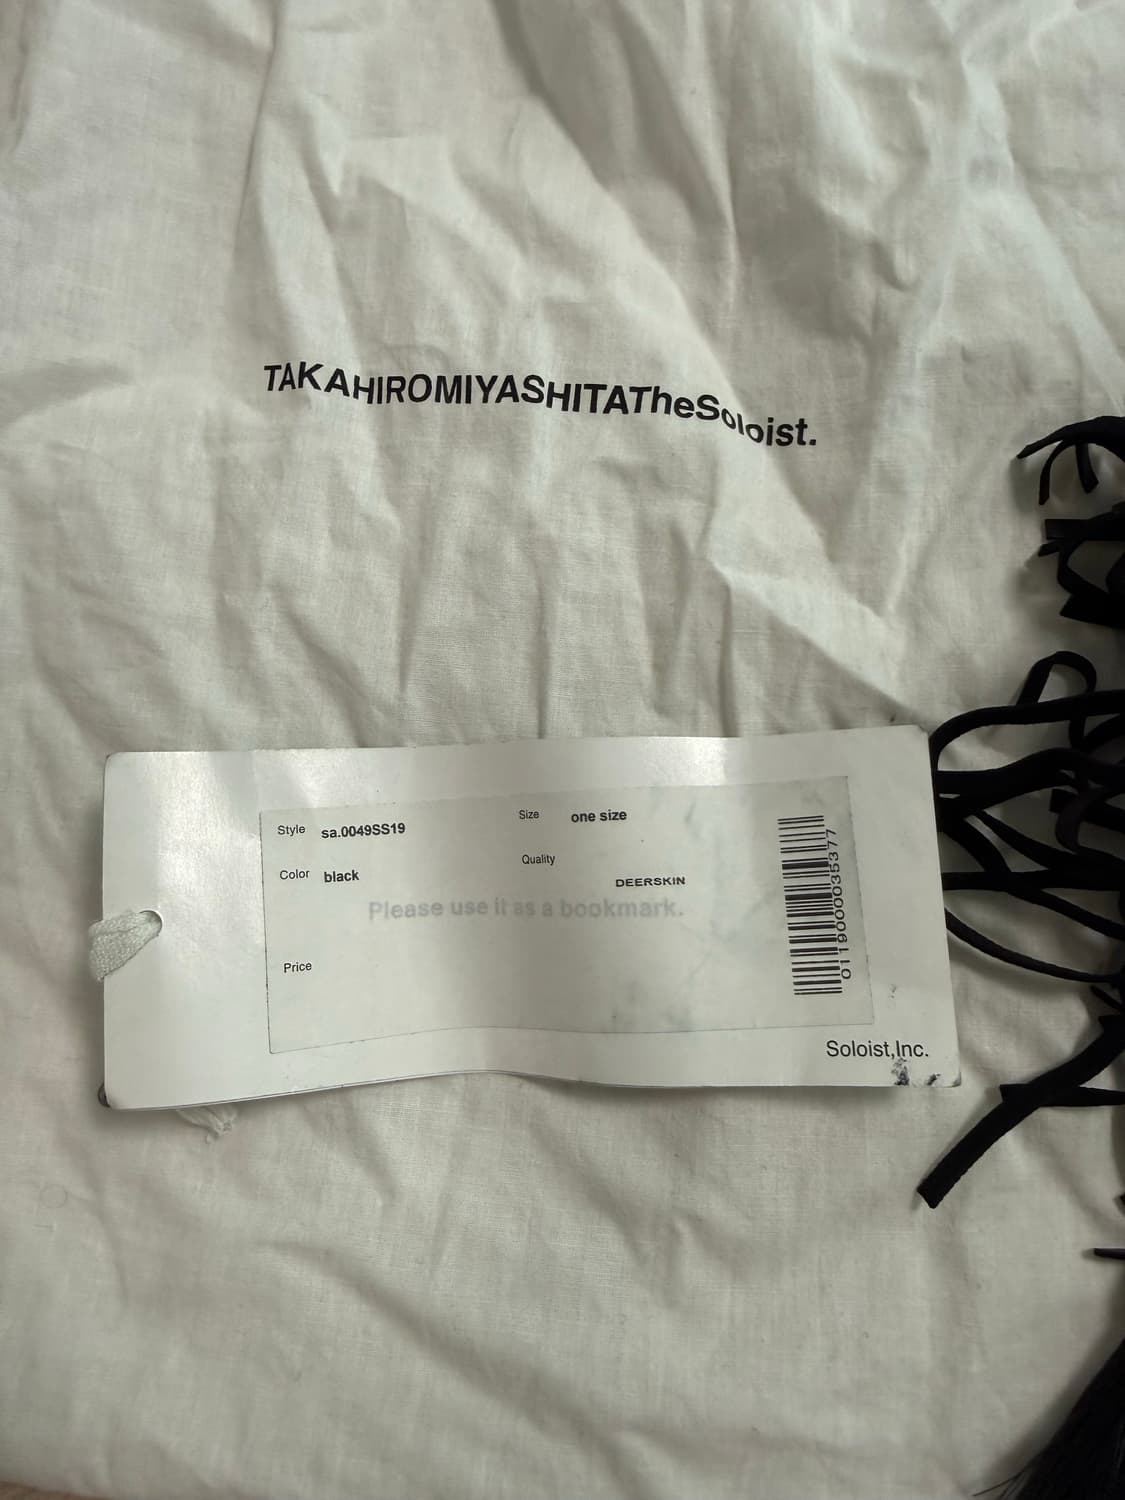 TAKAHIROMIYASHITATheSoloist.
Style sa.0049SS19
Size one size
Color black
Quality
DEERSKIN
Please use it as a bookmark.
Price
0119000035377
Soloist,Inc.